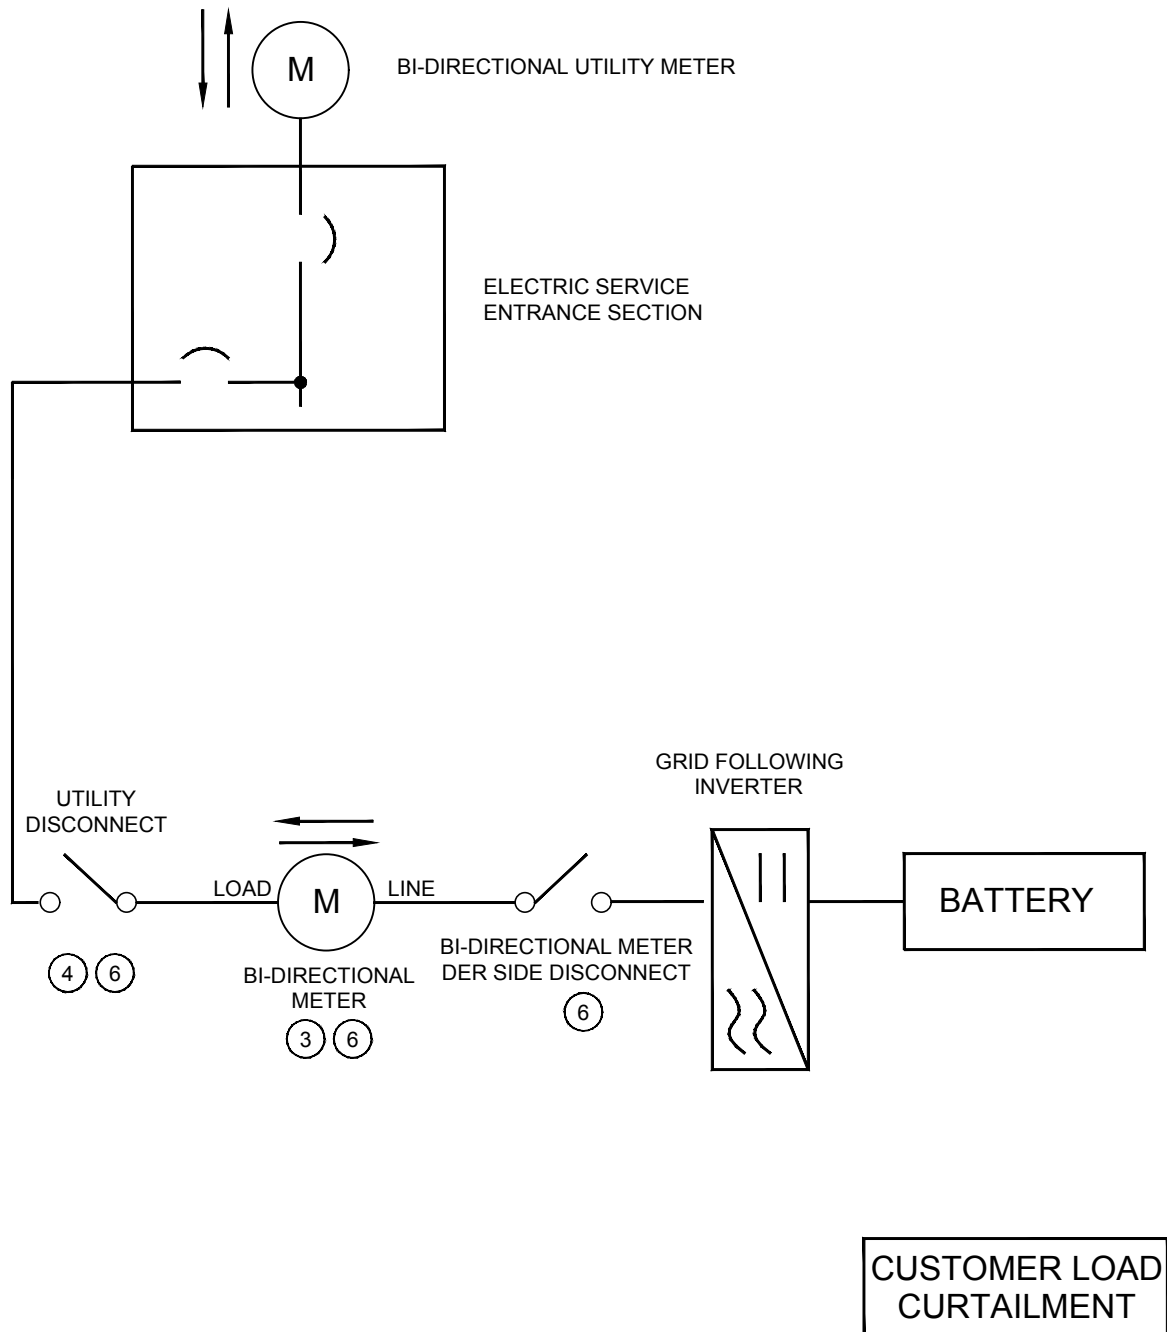 M
BI-DIRECTIONAL UTILITY METER
ELECTRIC SERVICE
ENTRANCE SECTION
GRID FOLLOWING
INVERTER
UTILITY
DISCONNECT
LOAD
M
LINE
BATTERY
4 6
BI-DIRECTIONAL
METER
3 6
BI-DIRECTIONAL METER
DER SIDE DISCONNECT
6
CUSTOMER LOAD
CURTAILMENT